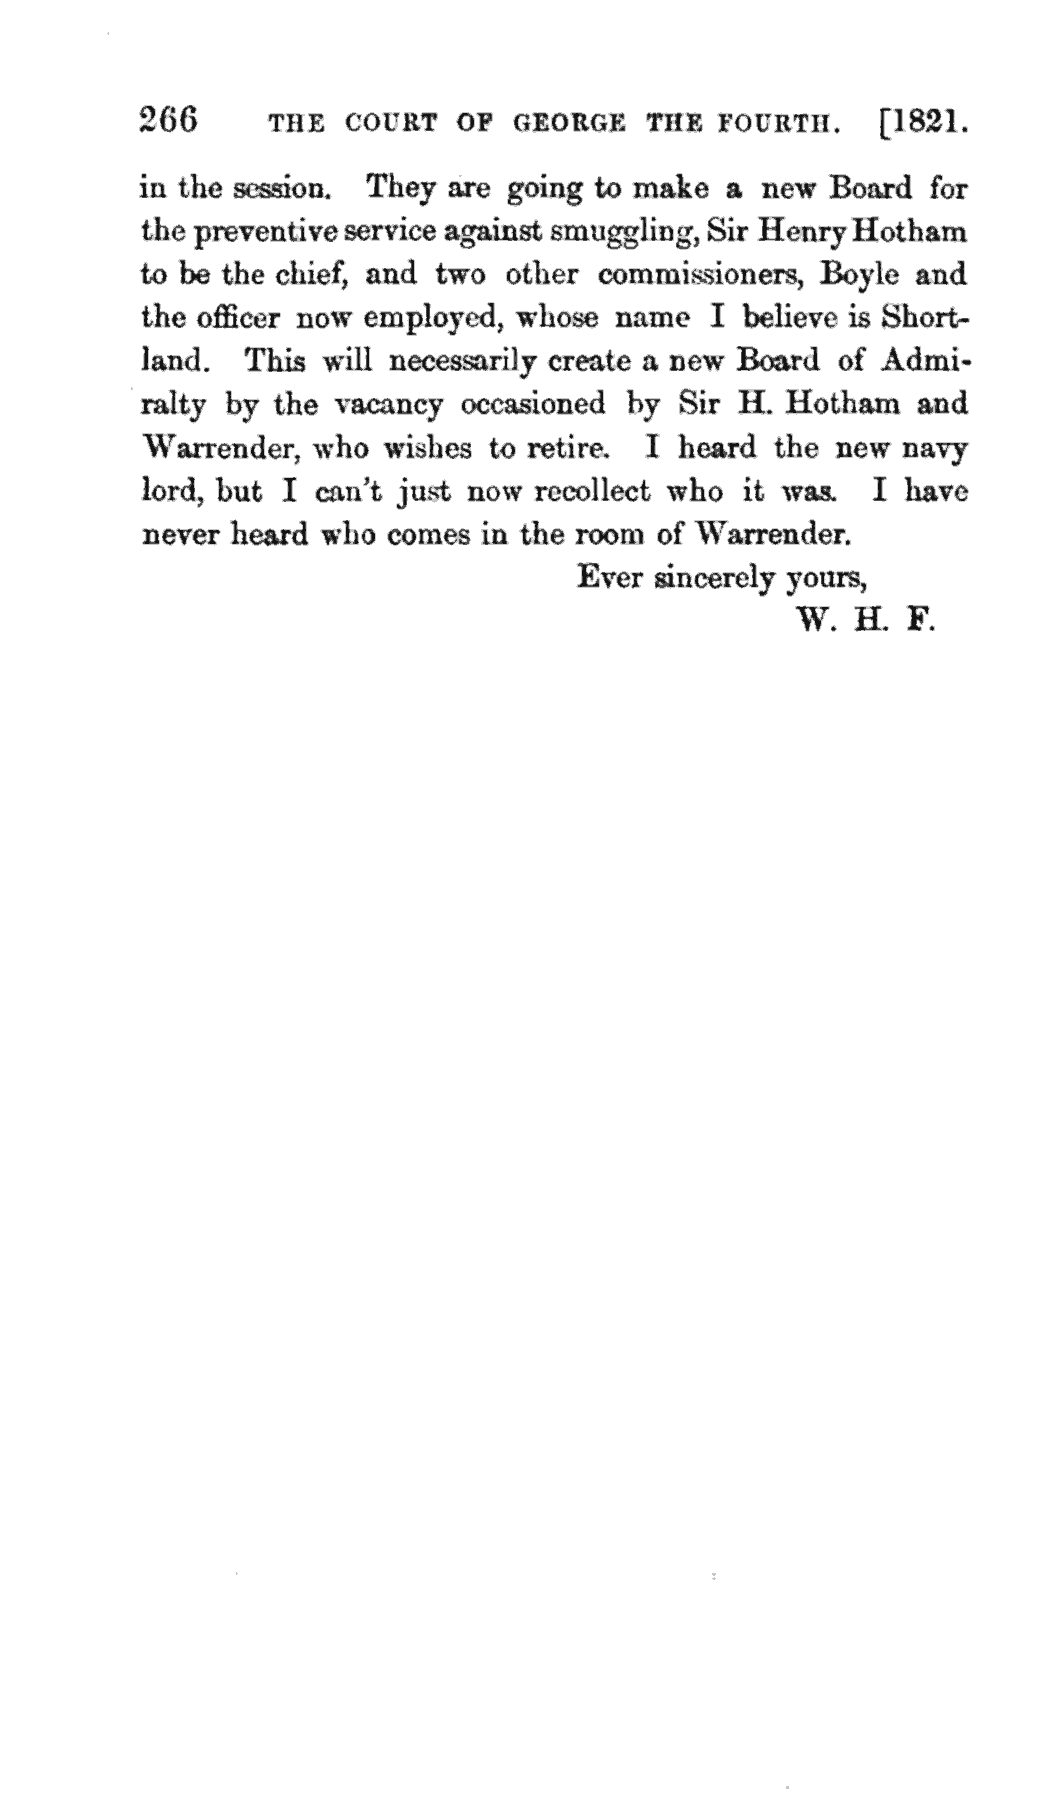 266 THE COURT OF GEORGE THE FOURTH. [1821.
in the session. They are going to make a new Board for
the preventive service against smuggling, Sir Henry Hotham
to be the chief, and two other commissioners, Boyle and
the officer now employed, whose name I believe is Short-
land. This will necessarily create a new Board of Admi-
ralty by the vacancy occasioned by Sir H. Hotham and
Warrender, who wishes to retire. I heard the new navy
lord, but I can't just now recollect who it was. I have
never heard who comes in the room of Warrender.
Ever sincerely yours,
W. H. F.